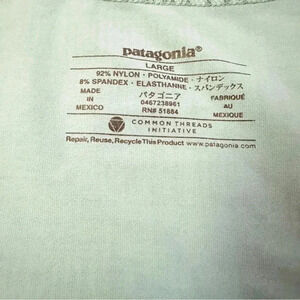 patagonia®
LARGE
92% NYLON · POLYAMIDE · ナイロン
8% SPANDEX · ELASTHANNE · スパンデックス
MADE IN MEXICO
パタゴニア
0467238961
RN# 51884
FABRIQUÉ AU MEXIQUE
COMMON THREADS
INITIATIVE
Repair, Reuse, Recycle This Product www.patagonia.com